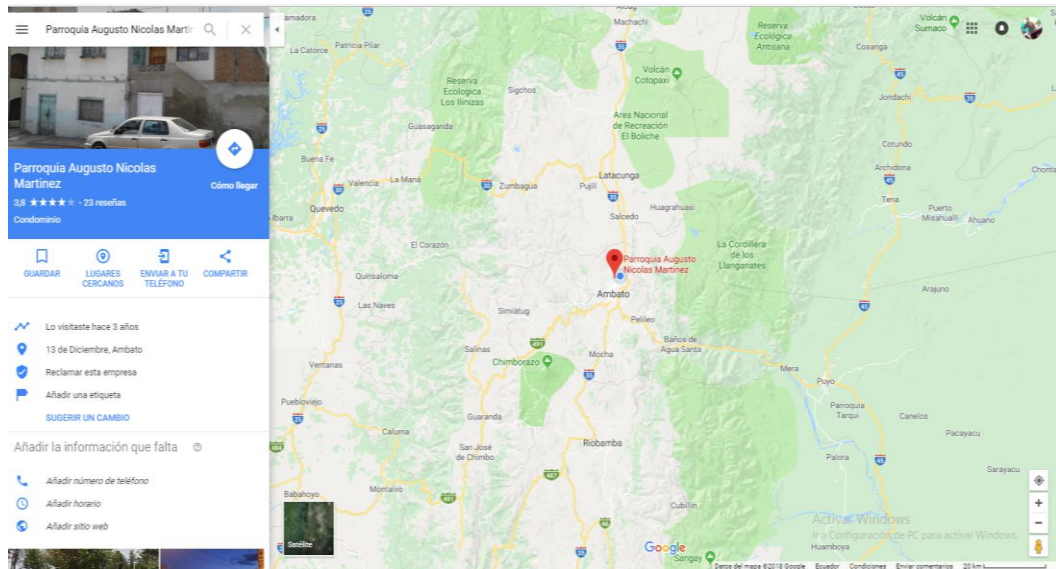 Parroquia Augusto Nicolas Martin
Parroquia Augusto Nicolas
Martinez
3,8 ★★★★☆ - 23 reseñas
Condominio
Cómo llegar
GUARDAR
LUGARES
CERCANOS
ENVIAR A TU
TELÉFONO
COMPARTIR
Lo visitaste hace 3 años
13 de Diciembre, Ambato
Reclamar esta empresa
Añadir una etiqueta
SUGERIR UN CAMBIO
Añadir la información que falta
Añadir número de teléfono
Añadir horario
Añadir sitio web
Machachi
Volcán
Sumaco
La Catorce
Patricia Pilar
Reserva
Ecológica
Antisana
Cosanga
Volcán
Cotopaxi
Reserva
Ecologica
Los Ilinizas
Sigchos
Jondachi
Area Nacional
de Recreación
El Boliche
Guasaganda
Cotundo
Buena Fe
Archidona
Valencia
La Maná
Zumbagua
Pujilí
Latacunga
Tena
Puerto
Misahualli
Ahuano
Quevedo
Salcedo
Huagrahuasi
El Corazón
La Cordillera
de los
Llanganates
Parroquia Augusto
Nicolas Martinez
Quinsaloma
Ambato
Arajuno
Las Naves
Simiátug
Pelileo
Baños de
Agua Santa
Salinas
Mocha
Chimborazo
Ventanas
Mera
Puyo
Puebloviejo
Parroquia
Tarqui
Canelos
Guaranda
Caluma
Pacayacu
San José
de Chimbo
Riobamba
Palora
Sarayacu
Babahoyo
Montalvo
Cubillín
Satélite
Activar Windows
Ir a Configuración de PC para activar Windows.
Google
Sangay
Huamboya
Datos del mapa ©2018 Google
Ecuador
Condiciones
Enviar comentarios
20 km